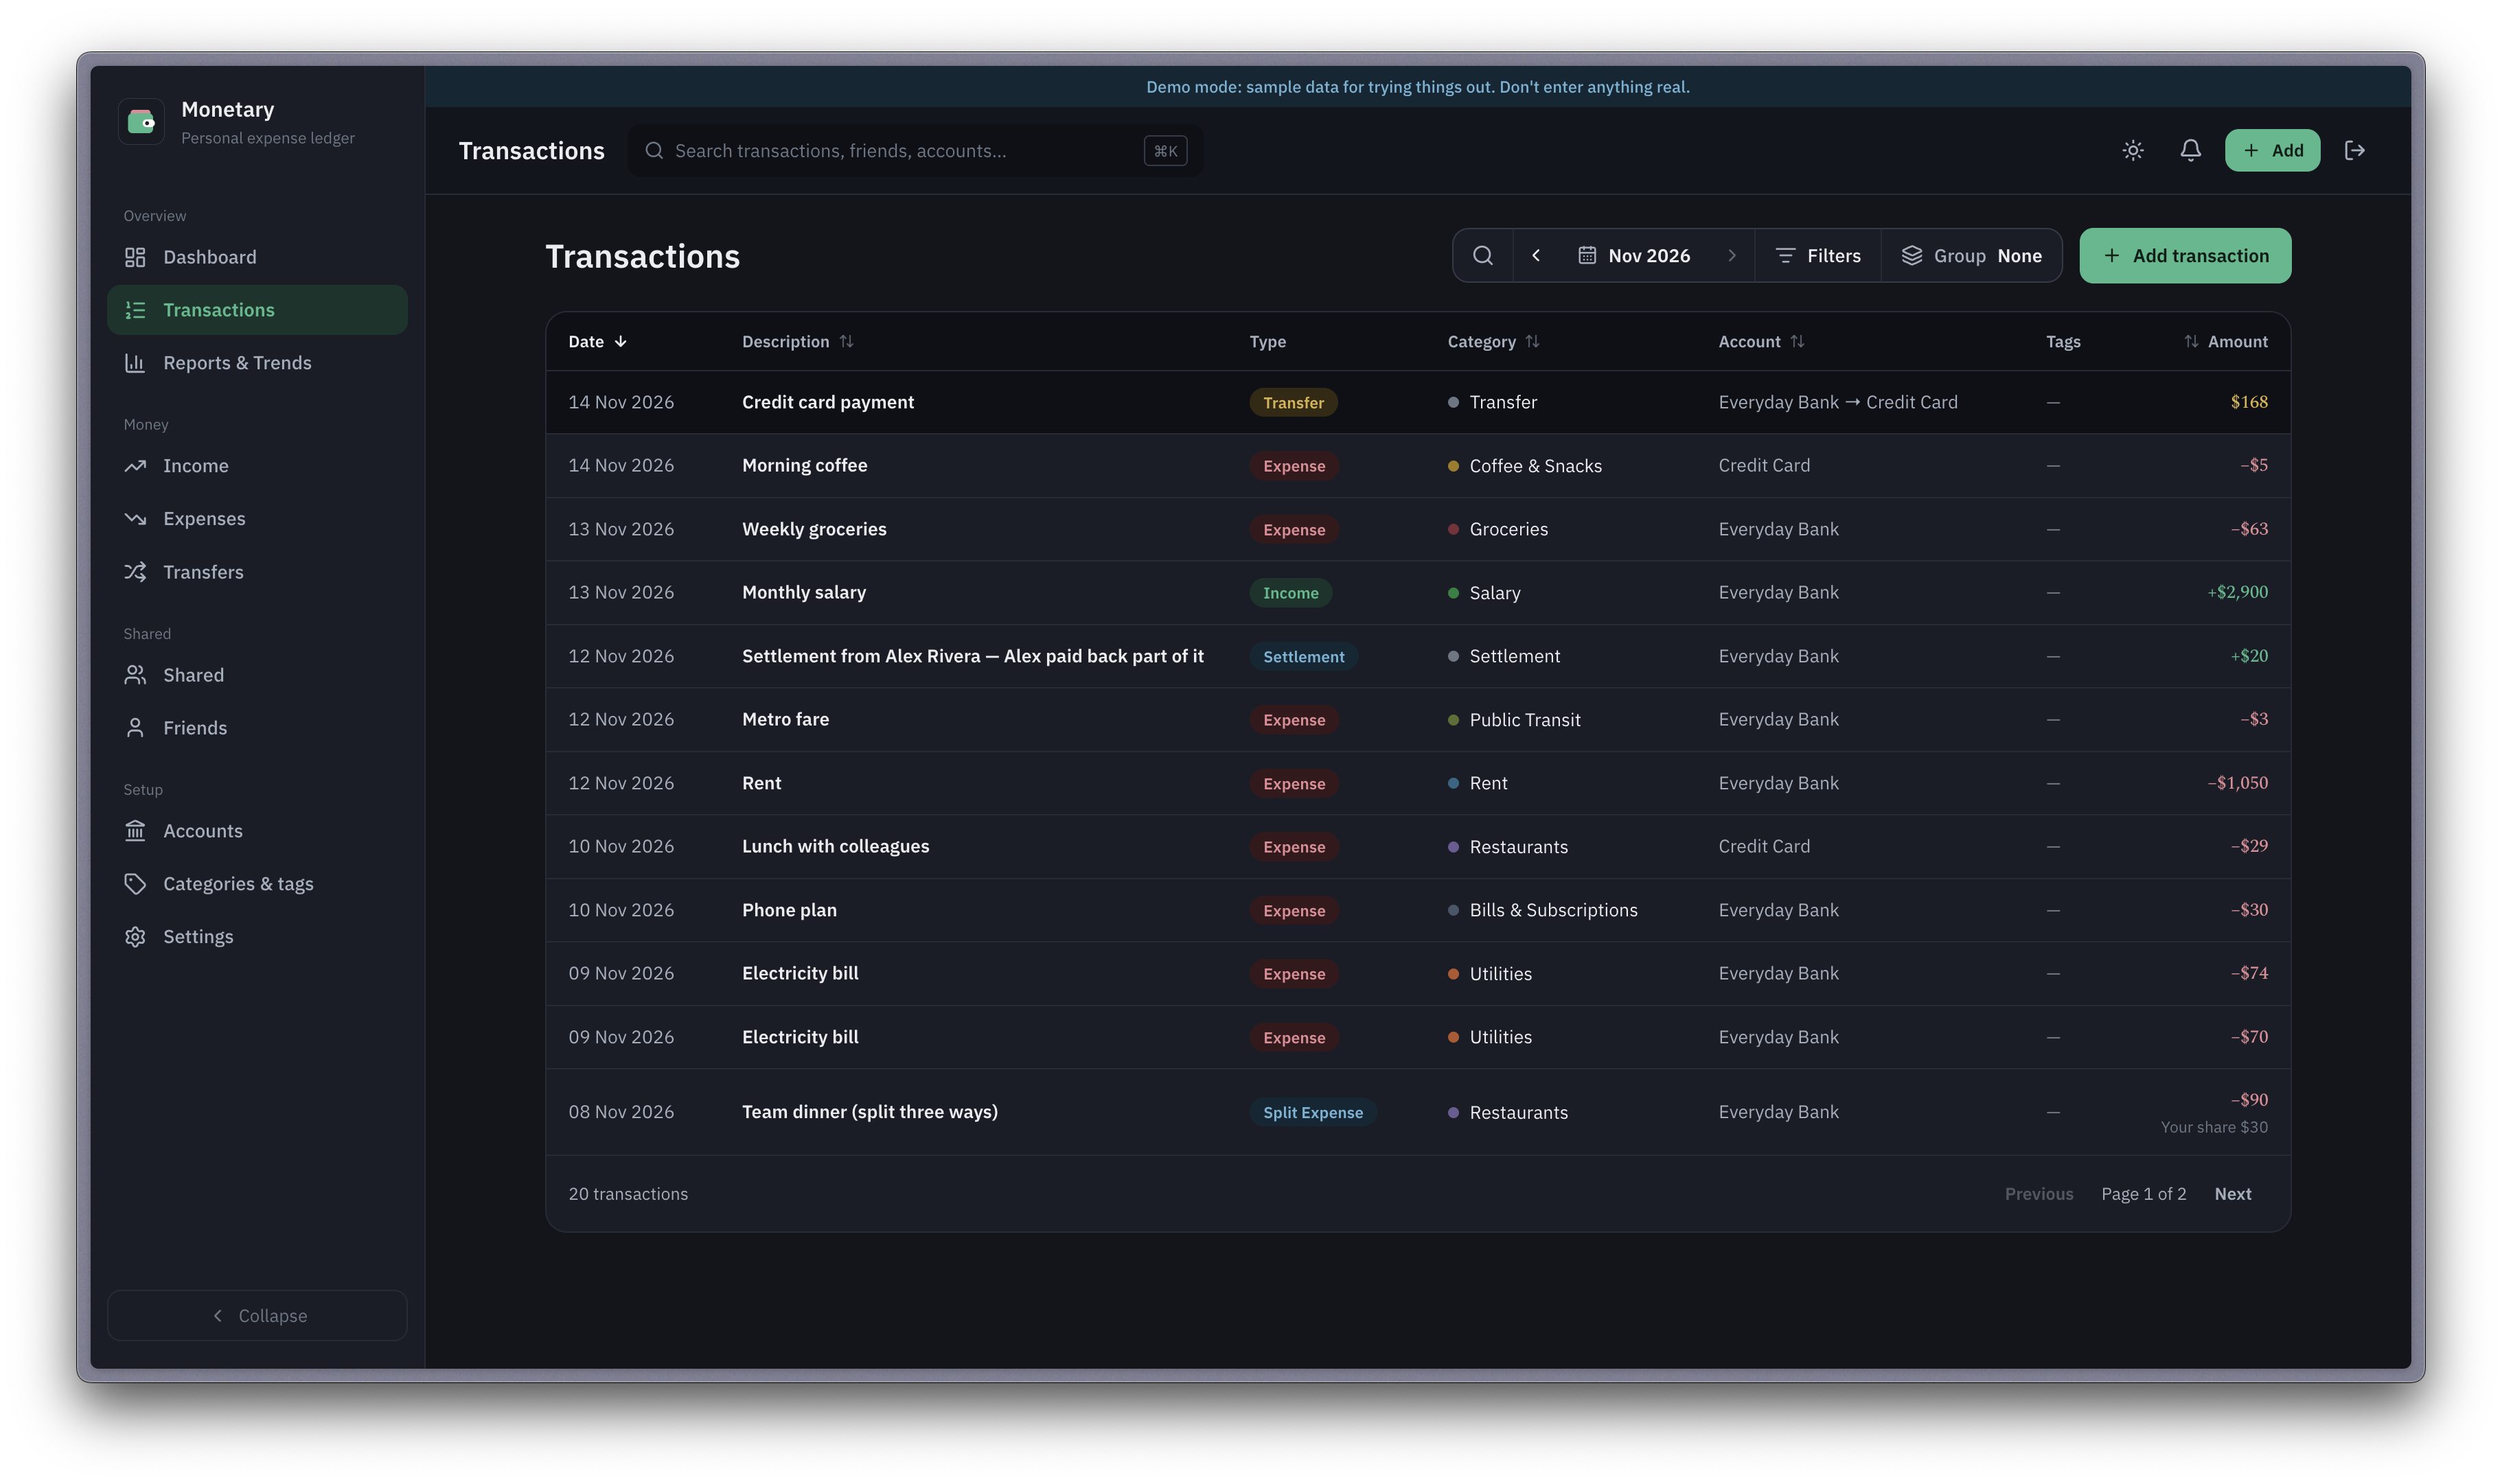 Monetary
Personal expense ledger
Overview
Dashboard
Transactions
Reports & Trends
Money
Income
Expenses
Transfers
Shared
Shared
Friends
Setup
Accounts
Categories & tags
Settings
Collapse
Demo mode: sample data for trying things out. Don't enter anything real.
Transactions Search transactions, friends, accounts... ⌘K + Add
Transactions Nov 2026 Filters Group None + Add transaction
Date ↓ Description Type Category Account Tags Amount
14 Nov 2026 Credit card payment Transfer Transfer Everyday Bank → Credit Card — $168
14 Nov 2026 Morning coffee Expense Coffee & Snacks Credit Card — −$5
13 Nov 2026 Weekly groceries Expense Groceries Everyday Bank — −$63
13 Nov 2026 Monthly salary Income Salary Everyday Bank — +$2,900
12 Nov 2026 Settlement from Alex Rivera — Alex paid back part of it Settlement Settlement Everyday Bank — +$20
12 Nov 2026 Metro fare Expense Public Transit Everyday Bank — −$3
12 Nov 2026 Rent Expense Rent Everyday Bank — −$1,050
10 Nov 2026 Lunch with colleagues Expense Restaurants Credit Card — −$29
10 Nov 2026 Phone plan Expense Bills & Subscriptions Everyday Bank — −$30
09 Nov 2026 Electricity bill Expense Utilities Everyday Bank — −$74
09 Nov 2026 Electricity bill Expense Utilities Everyday Bank — −$70
08 Nov 2026 Team dinner (split three ways) Split Expense Restaurants Everyday Bank — −$90
Your share $30
20 transactions Previous Page 1 of 2 Next